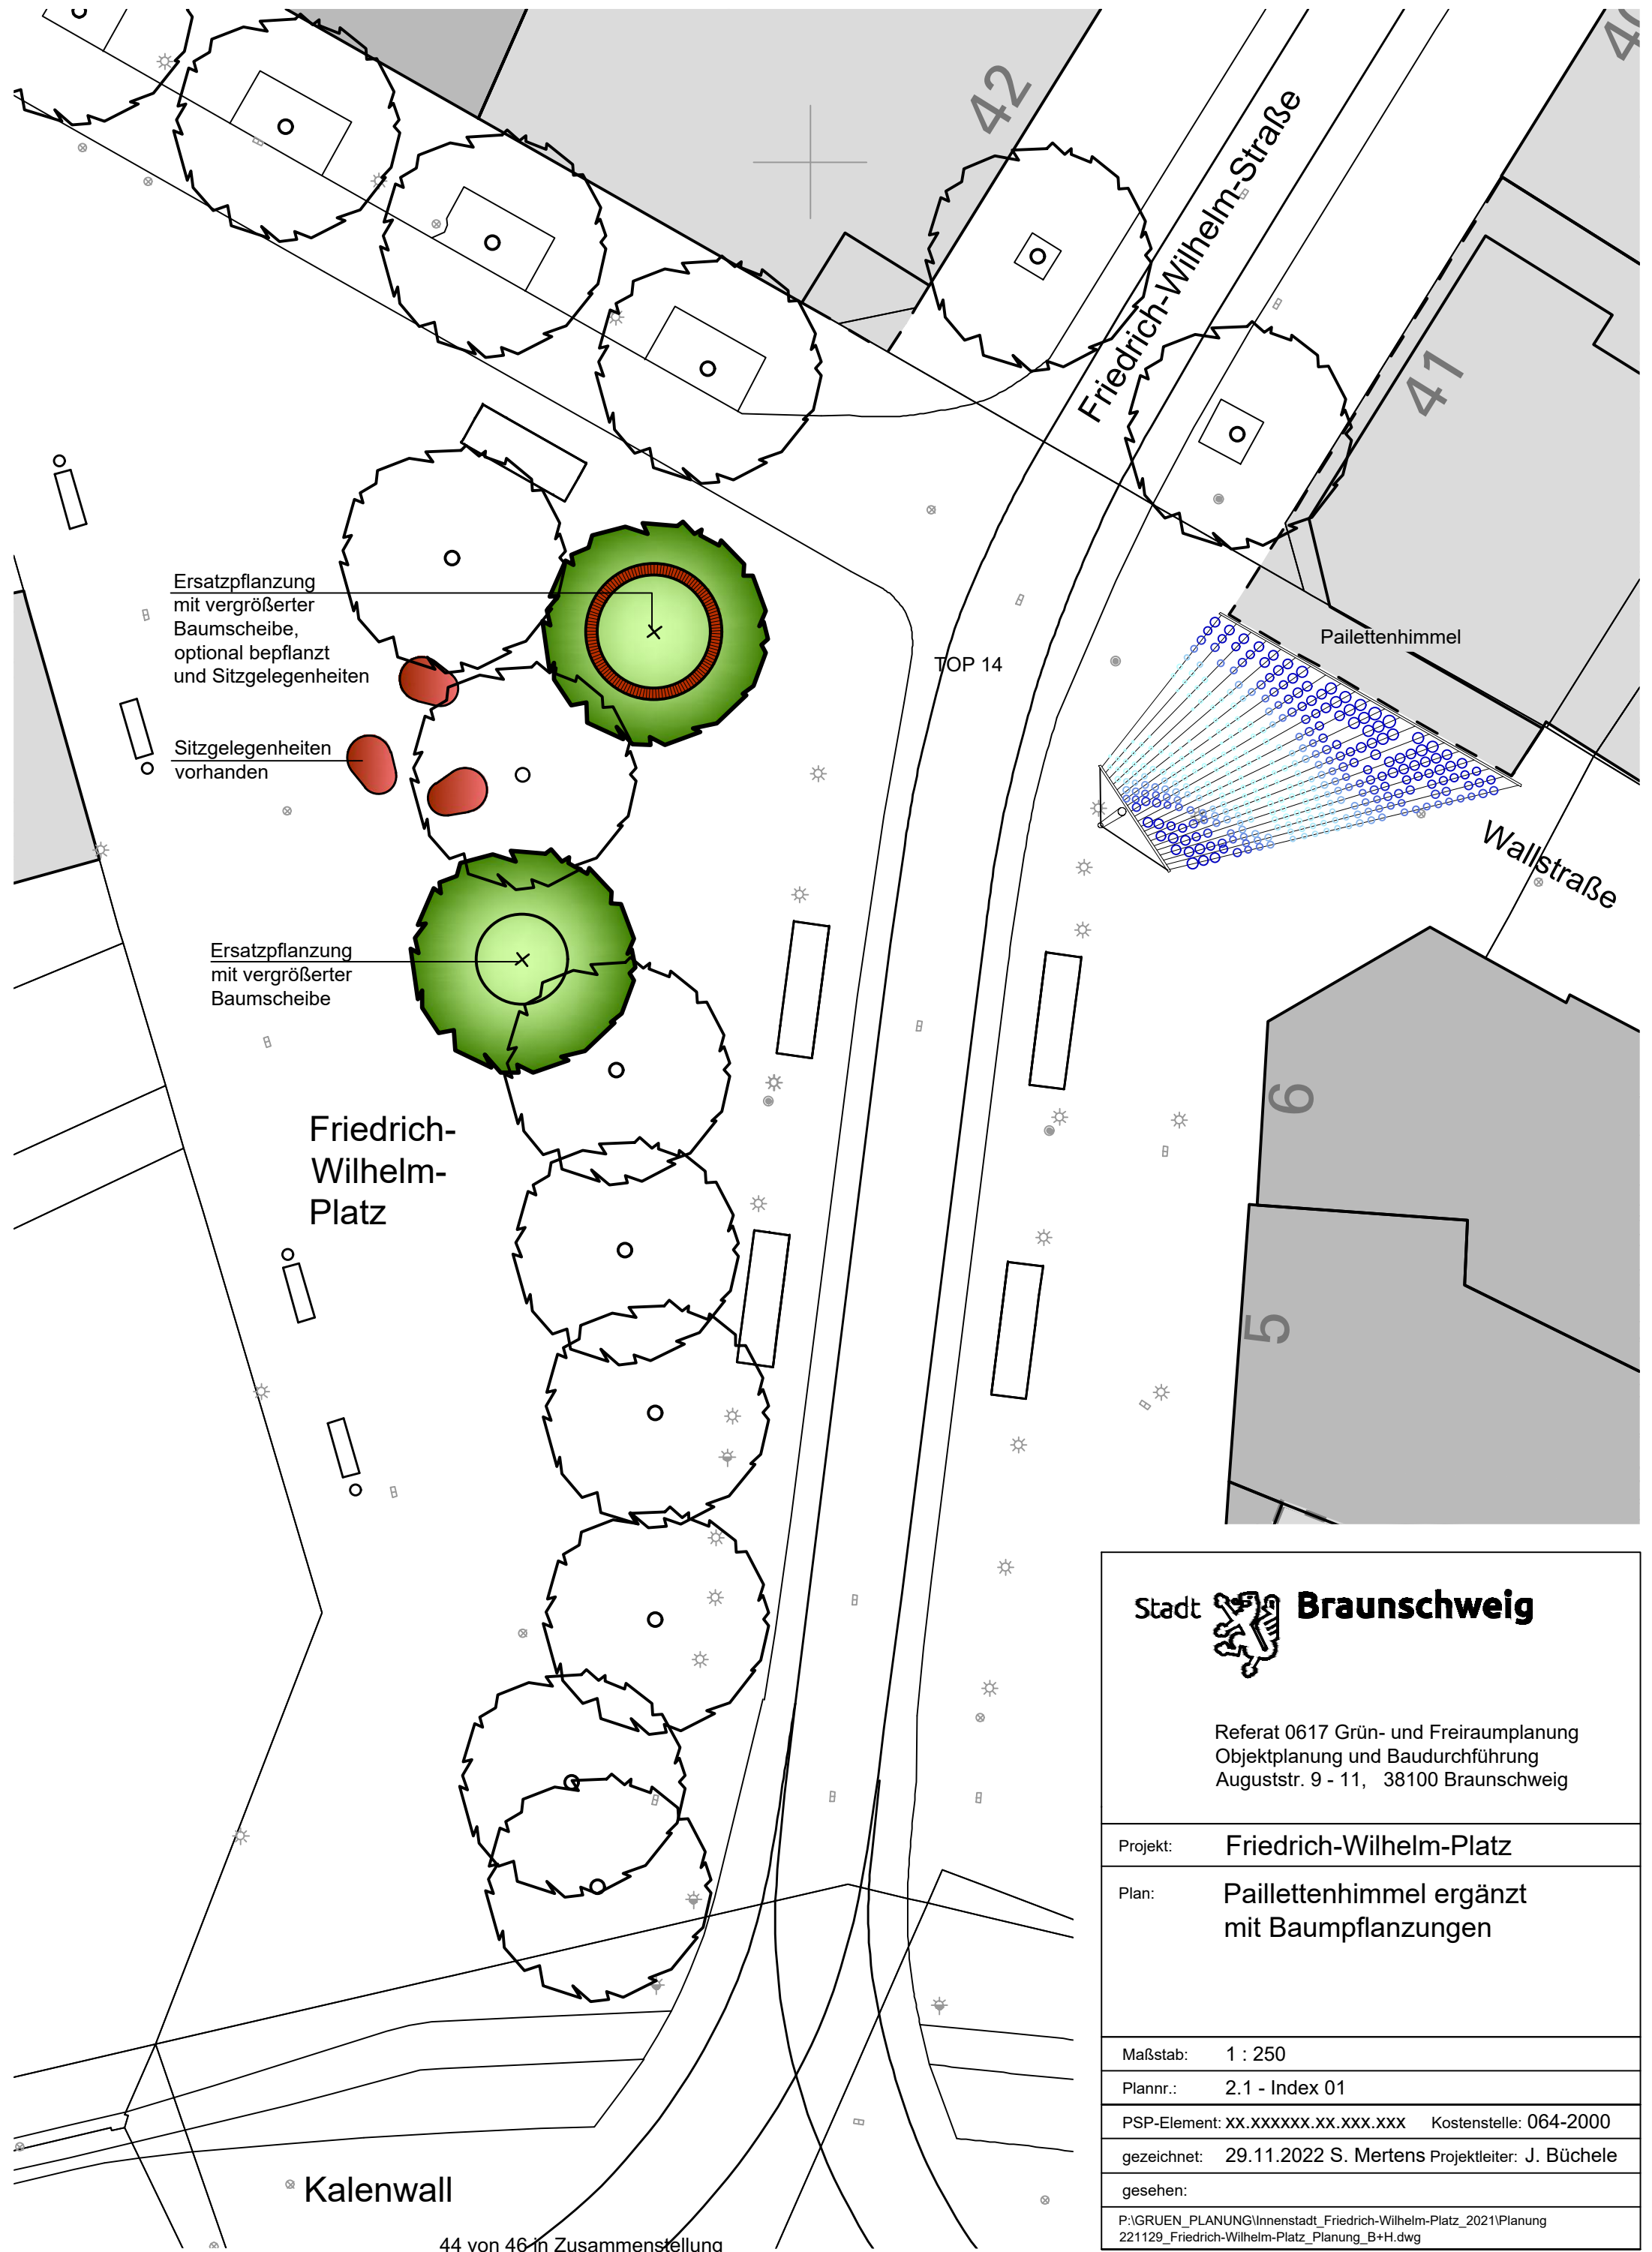 42
40
Friedrich-Wilhelm-Straße
41
Ersatzpflanzung
mit vergrößerter
Baumscheibe,
optional bepflanzt
und Sitzgelegenheiten
TOP 14
Pailettenhimmel
Sitzgelegenheiten
vorhanden
Wallstraße
Ersatzpflanzung
mit vergrößerter
Baumscheibe
6
Friedrich-
Wilhelm-
Platz
5
Stadt Braunschweig
Referat 0617 Grün- und Freiraumplanung
Objektplanung und Baudurchführung
Auguststr. 9 - 11, 38100 Braunschweig
Projekt: Friedrich-Wilhelm-Platz
Plan: Paillettenhimmel ergänzt
mit Baumpflanzungen
Maßstab: 1 : 250
Plannr.: 2.1 - Index 01
PSP-Element: xx.xxxxxx.xx.xxx.xxx Kostenstelle: 064-2000
gezeichnet: 29.11.2022 S. Mertens Projektleiter: J. Büchele
gesehen:
P:\GRUEN_PLANUNG\Innenstadt_Friedrich-Wilhelm-Platz_2021\Planung
221129_Friedrich-Wilhelm-Platz_Planung_B+H.dwg
Kalenwall
44 von 46 in Zusammenstellung